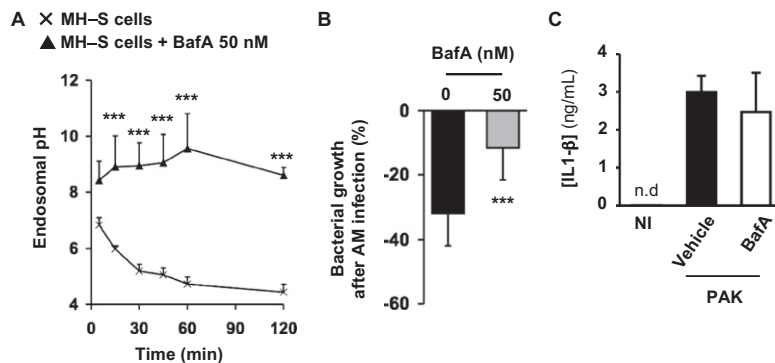 A
× MH–S cells
▲ MH–S cells + BafA 50 nM
Endosomal pH
12
10
8
6
4
***
***
***
***
***
0
30
60
90
120
Time (min)
B
BafA (nM)
0
50
Bacterial growth
after AM infection (%)
0
-20
-40
-60
***
C
[IL1-β] (ng/mL)
4
3
2
1
0
n.d
NI
Vehicle
BafA
PAK